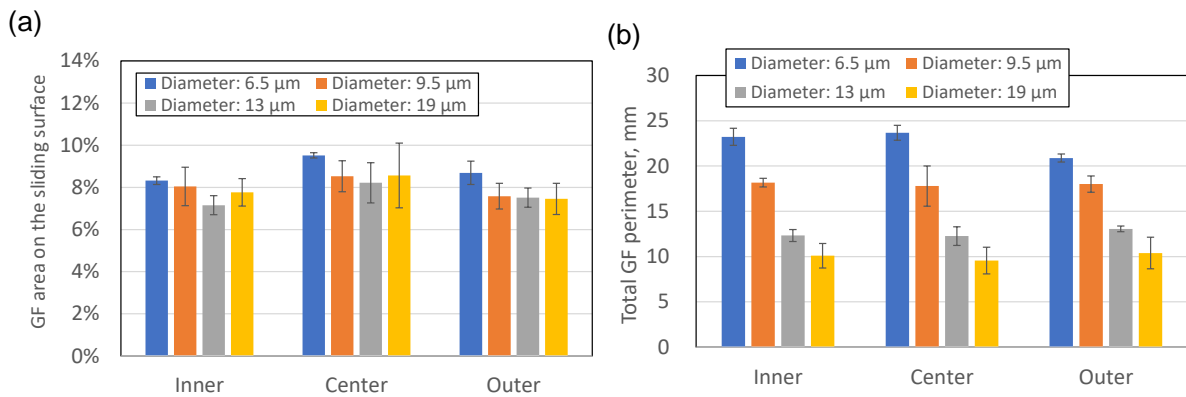 (a)
GF area on the sliding surface
14%
12%
10%
8%
6%
4%
2%
0%
Diameter: 6.5 µm
Diameter: 9.5 µm
Diameter: 13 µm
Diameter: 19 µm
Inner
Center
Outer
(b)
Total GF perimeter, mm
30
25
20
15
10
5
0
Diameter: 6.5 µm
Diameter: 9.5 µm
Diameter: 13 µm
Diameter: 19 µm
Inner
Center
Outer